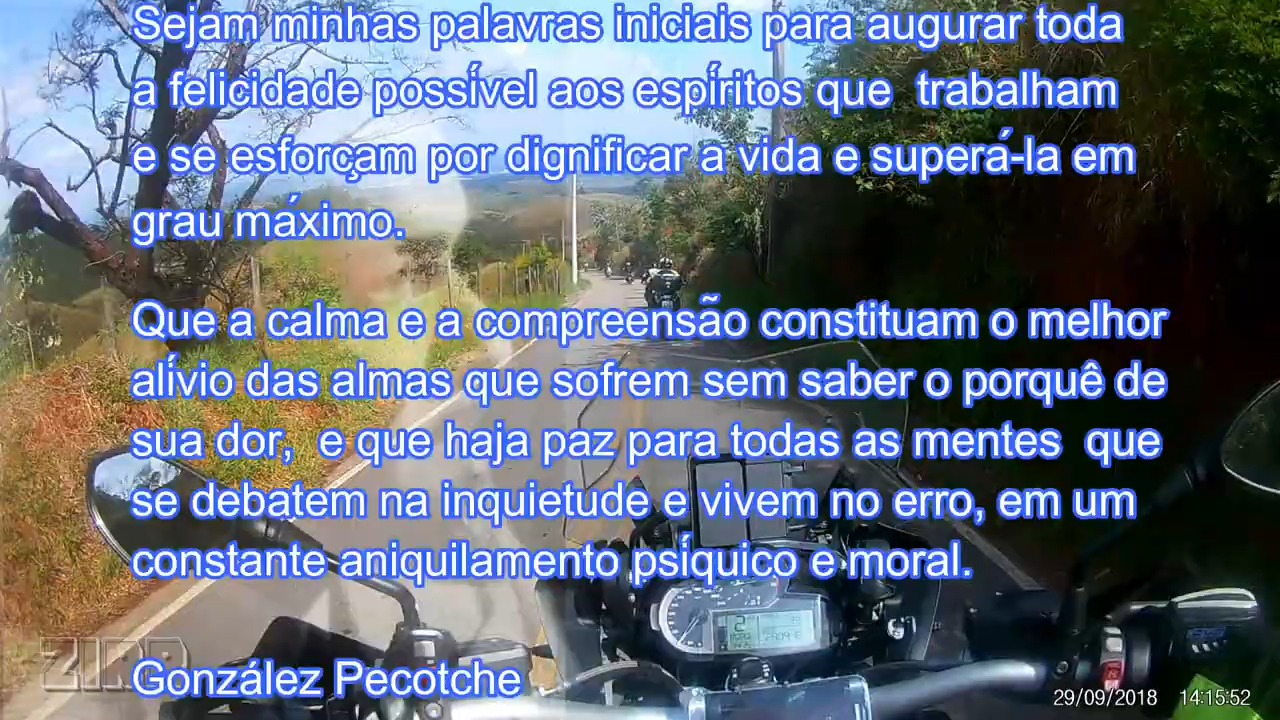 Sejam minhas palavras iniciais para augurar toda
a felicidade possível aos espíritos que trabalham
e se esforçam por dignificar a vida e superá-la em
grau máximo.
Que a calma e a compreensão constituam o melhor
alívio das almas que sofrem sem saber o porquê de
sua dor, e que haja paz para todas as mentes que
se debatem na inquietude e vivem no erro, em um
constante aniquilamento psíquico e moral.
González Pecotche
29/09/2018 14:15:52